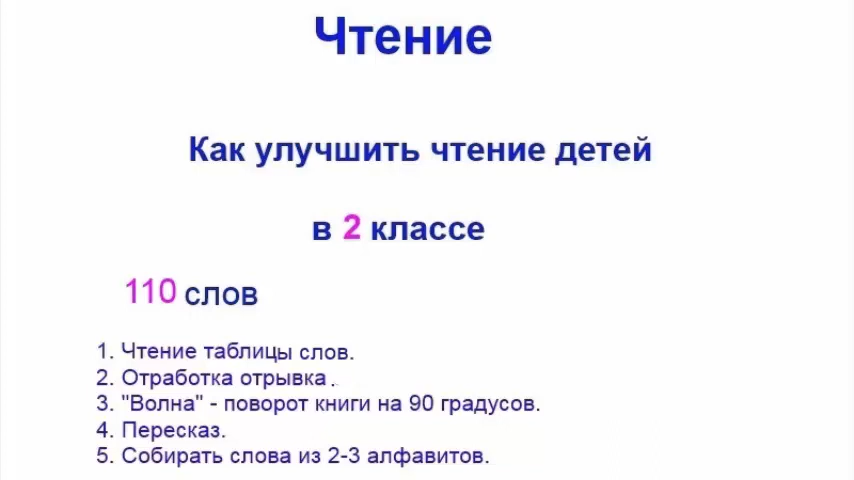 Чтение
Как улучшить чтение детей
в 2 классе
110 слов
1. Чтение таблицы слов.
2. Отработка отрывка .
3. "Волна" - поворот книги на 90 градусов.
4. Пересказ.
5. Собирать слова из 2-3 алфавитов.